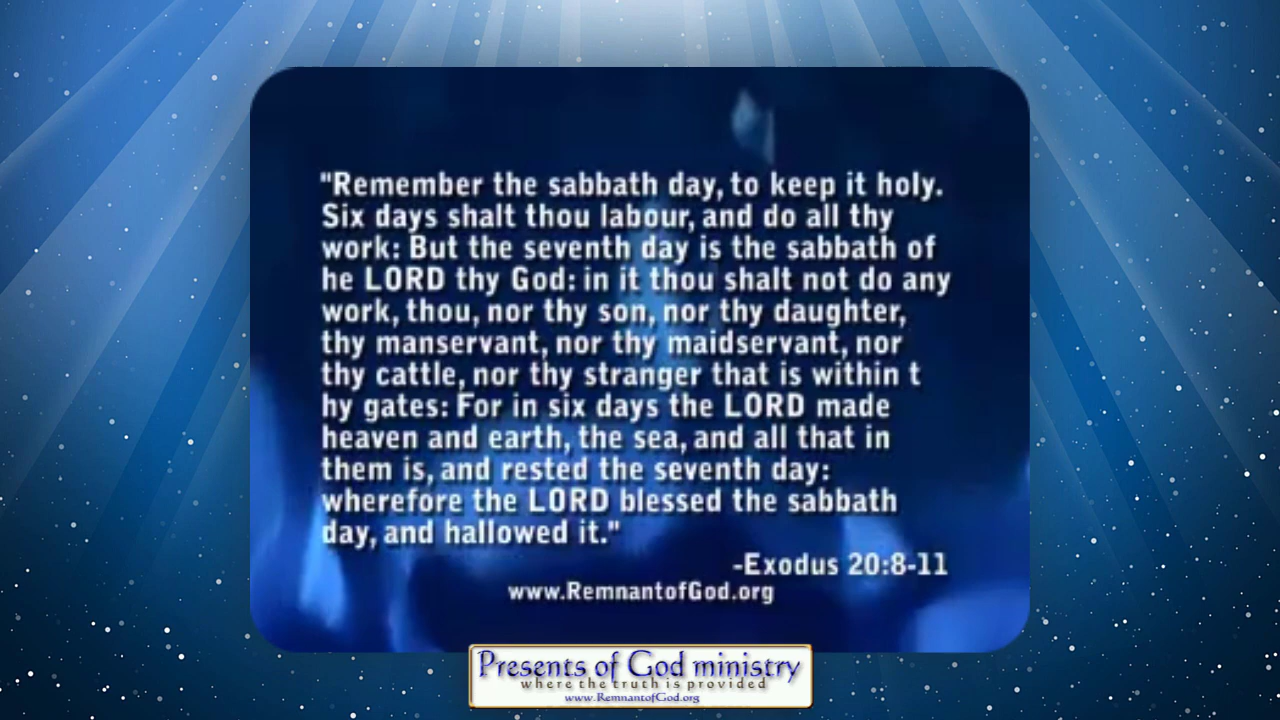 "Remember the sabbath day, to keep it holy.
Six days shalt thou labour, and do all thy
work: But the seventh day is the sabbath of
he LORD thy God: in it thou shalt not do any
work, thou, nor thy son, nor thy daughter,
thy manservant, nor thy maidservant, nor
thy cattle, nor thy stranger that is within t
hy gates: For in six days the LORD made
heaven and earth, the sea, and all that in
them is, and rested the seventh day:
wherefore the LORD blessed the sabbath
day, and hallowed it."
-Exodus 20:8-11
www.RemnantofGod.org
Presents of God ministry
where the truth is provided
www.RemnantofGod.org